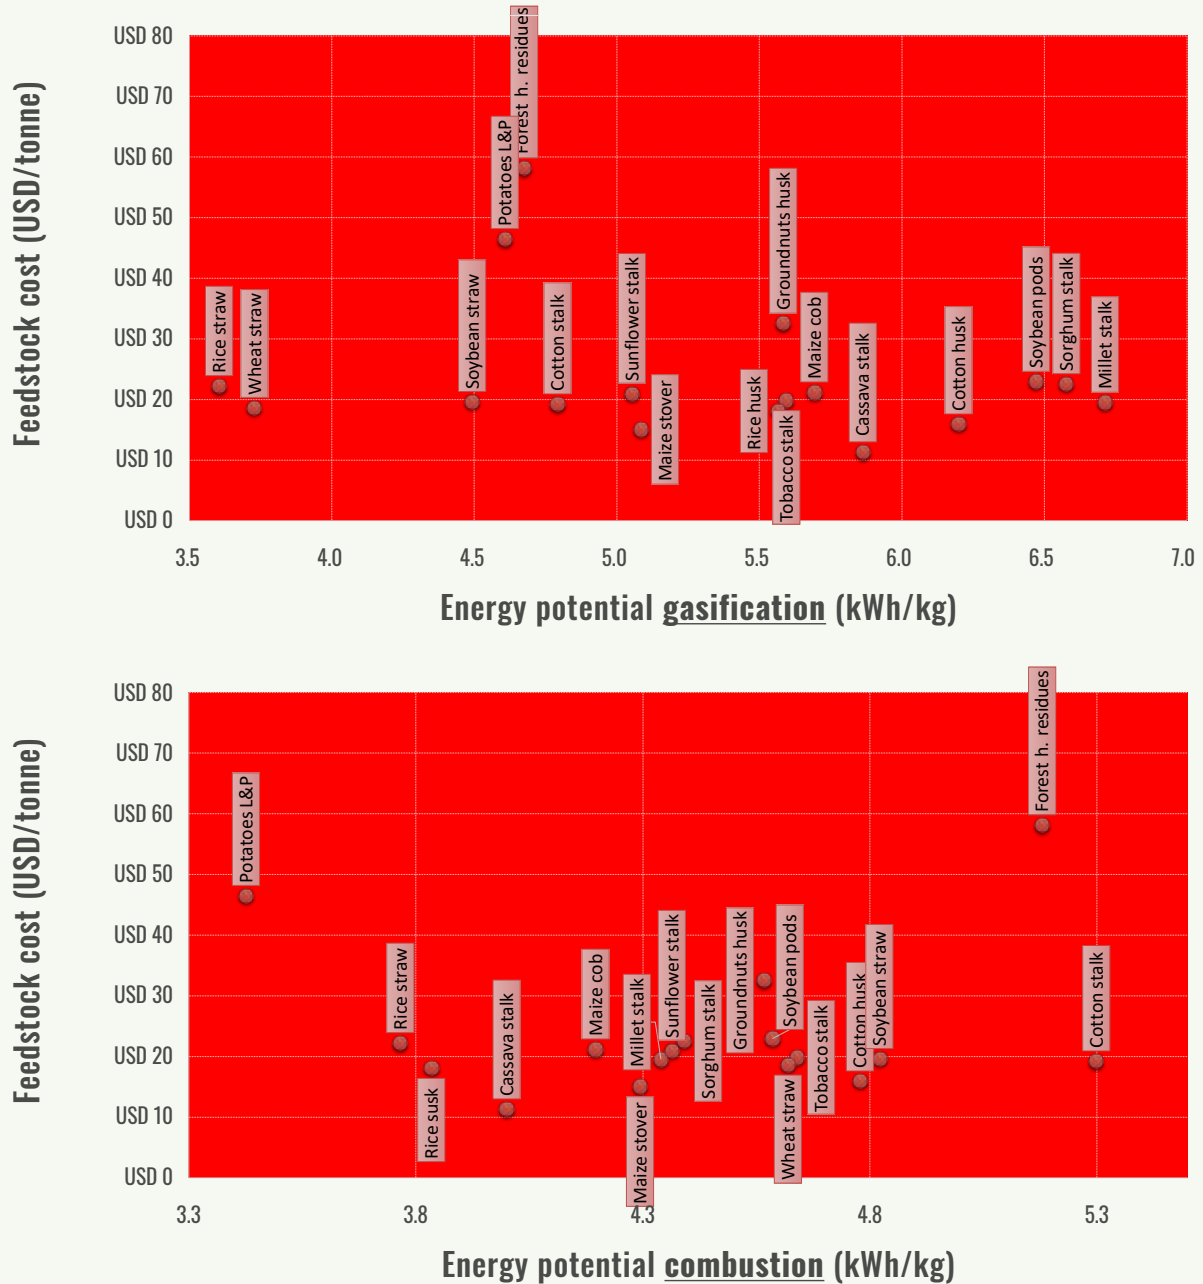 Feedstock cost (USD/tonne)
USD 80
USD 70
USD 60
USD 50
USD 40
USD 30
USD 20
USD 10
USD 0
Rice straw
Wheat straw
Soybean straw
Potatoes L&P
Forest h. residues
Cotton stalk
Sunflower stalk
Maize stover
Rice husk
Groundnuts husk
Tobacco stalk
Maize cob
Cassava stalk
Cotton husk
Soybean pods
Sorghum stalk
Millet stalk
3.5 4.0 4.5 5.0 5.5 6.0 6.5 7.0
Energy potential gasification (kWh/kg)
Feedstock cost (USD/tonne)
USD 80
USD 70
USD 60
USD 50
USD 40
USD 30
USD 20
USD 10
USD 0
Potatoes L&P
Rice straw
Rice susk
Cassava stalk
Maize cob
Millet stalk
Maize stover
Sunflower stalk
Sorghum stalk
Groundnuts husk
Soybean pods
Wheat straw
Tobacco stalk
Cotton husk
Soybean straw
Forest h. residues
Cotton stalk
3.3 3.8 4.3 4.8 5.3
Energy potential combustion (kWh/kg)